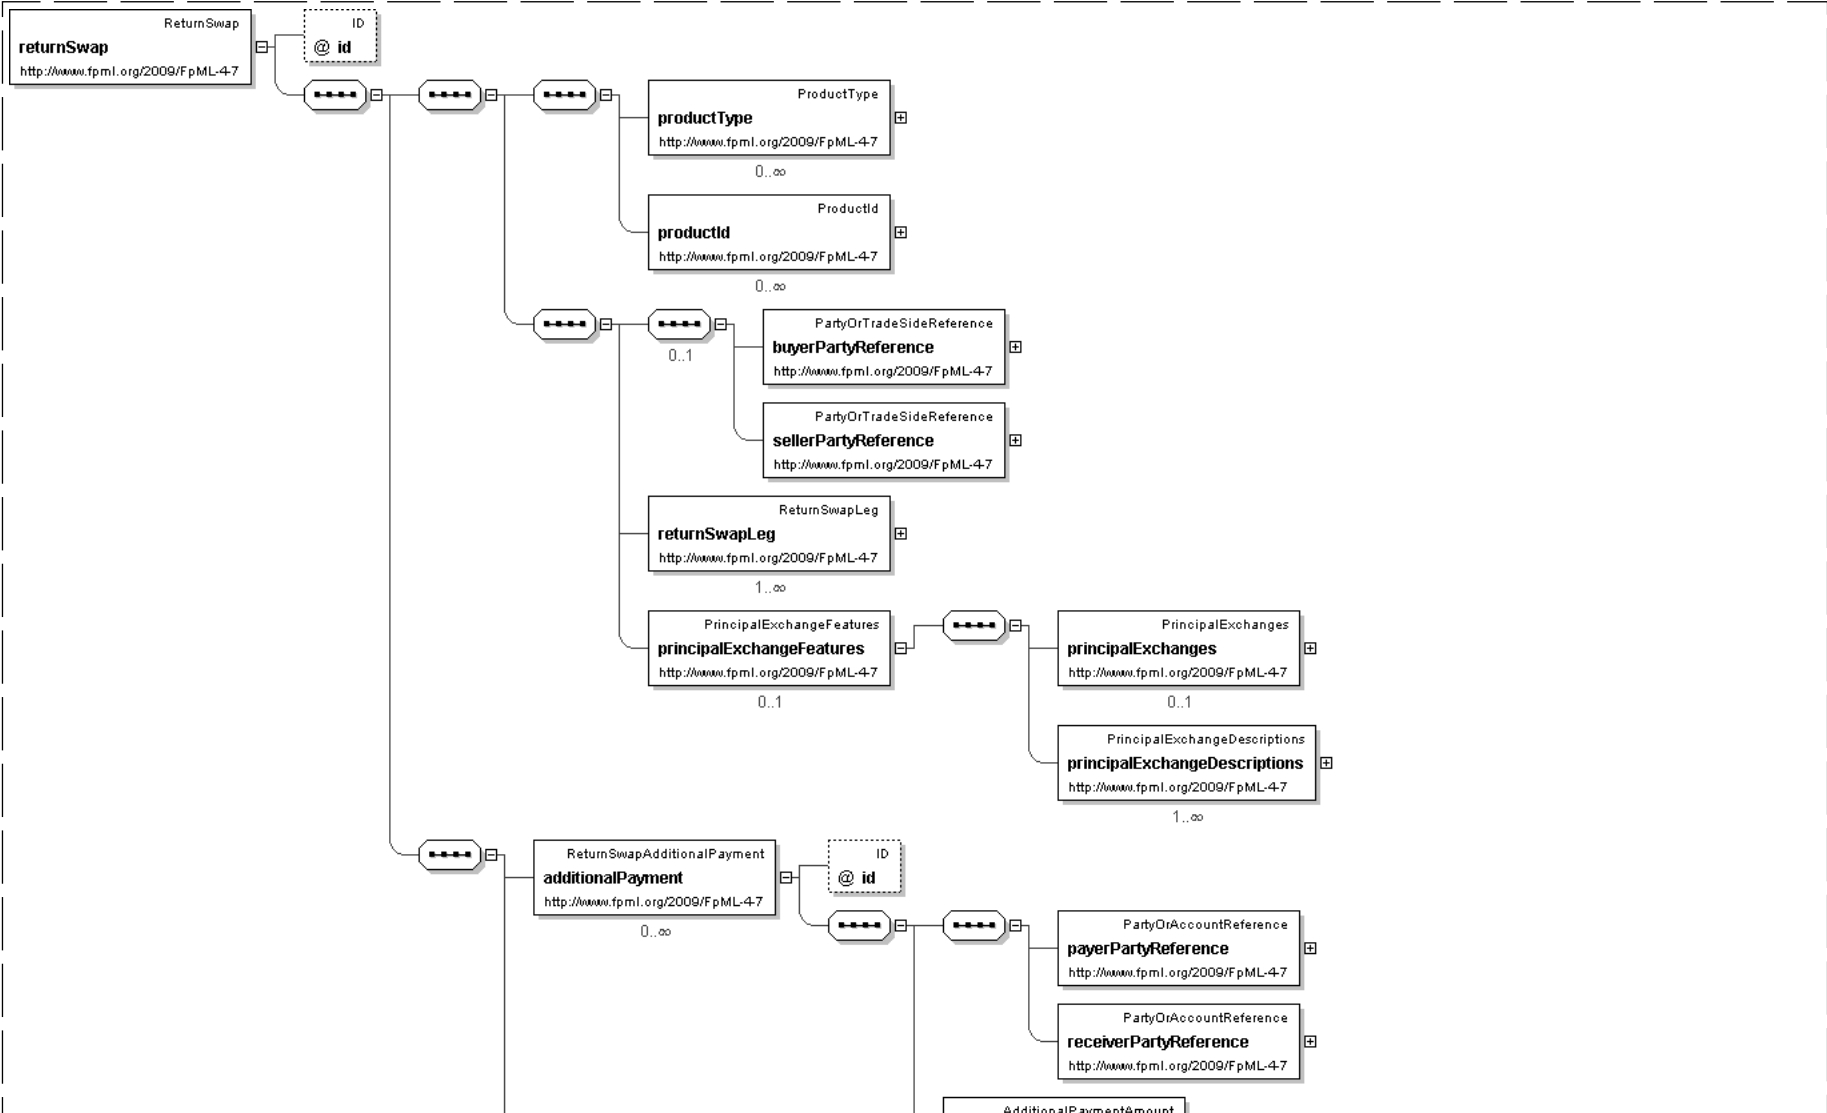 ReturnSwap
returnSwap
http://www.fpml.org/2009/FpML-4-7
ID
@ id
ProductType
productType
http://www.fpml.org/2009/FpML-4-7
0..∞
ProductId
productId
http://www.fpml.org/2009/FpML-4-7
0..∞
0..1
PartyOrTradeSideReference
buyerPartyReference
http://www.fpml.org/2009/FpML-4-7
PartyOrTradeSideReference
sellerPartyReference
http://www.fpml.org/2009/FpML-4-7
ReturnSwapLeg
returnSwapLeg
http://www.fpml.org/2009/FpML-4-7
1..∞
PrincipalExchangeFeatures
principalExchangeFeatures
http://www.fpml.org/2009/FpML-4-7
0..1
PrincipalExchanges
principalExchanges
http://www.fpml.org/2009/FpML-4-7
0..1
PrincipalExchangeDescriptions
principalExchangeDescriptions
http://www.fpml.org/2009/FpML-4-7
1..∞
ReturnSwapAdditionalPayment
additionalPayment
http://www.fpml.org/2009/FpML-4-7
0..∞
ID
@ id
PartyOrAccountReference
payerPartyReference
http://www.fpml.org/2009/FpML-4-7
PartyOrAccountReference
receiverPartyReference
http://www.fpml.org/2009/FpML-4-7
AdditionalPaymentAmount